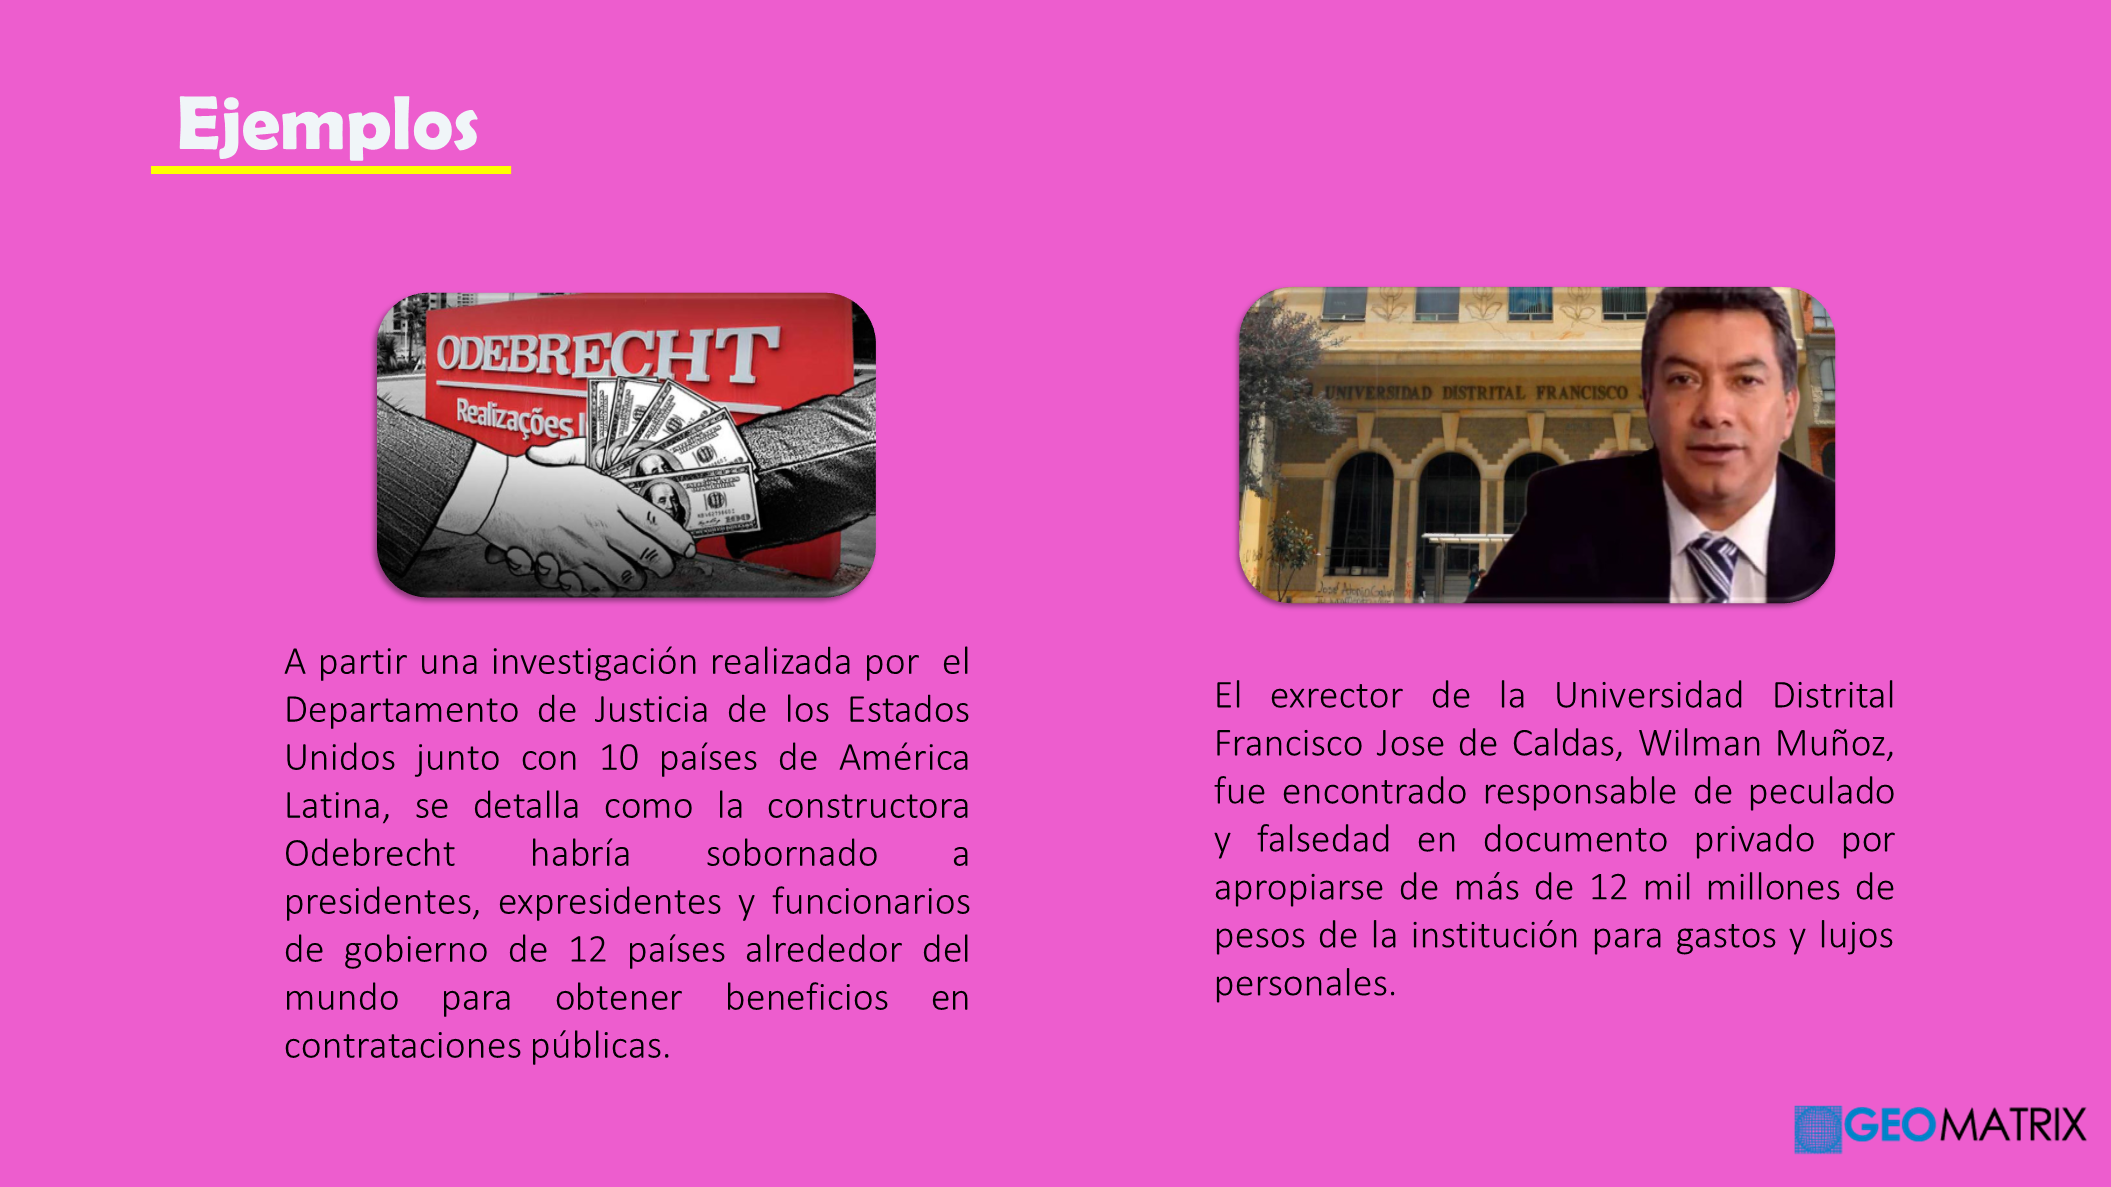 Ejemplos
ODEBRECHT
Realizações
UNIVERSIDAD DISTRITAL FRANCISCO
A partir una investigación realizada por el
Departamento de Justicia de los Estados
Unidos junto con 10 países de América
Latina, se detalla como la constructora
Odebrecht habría sobornado a
presidentes, expresidentes y funcionarios
de gobierno de 12 países alrededor del
mundo para obtener beneficios en
contrataciones públicas.
El exrector de la Universidad Distrital
Francisco Jose de Caldas, Wilman Muñoz,
fue encontrado responsable de peculado
y falsedad en documento privado por
apropiarse de más de 12 mil millones de
pesos de la institución para gastos y lujos
personales.
GEOMATRIX